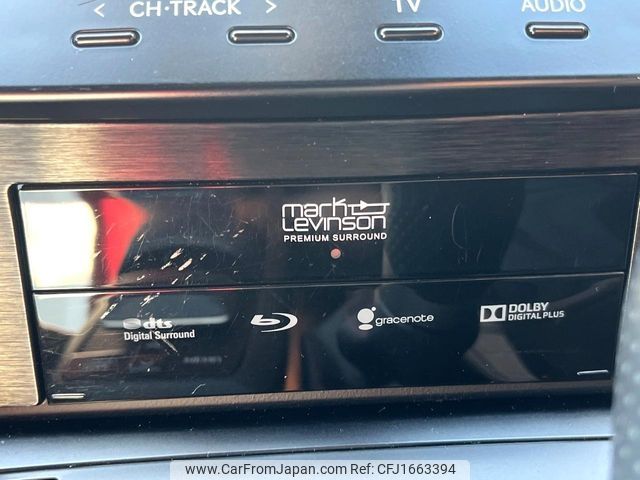 < CH·TRACK > TV AUDIO
mark
Levinson
PREMIUM SURROUND
dts
Digital Surround
gracenote
DOLBY
DIGITAL PLUS
www.CarFromJapan.com - CFJ1663394